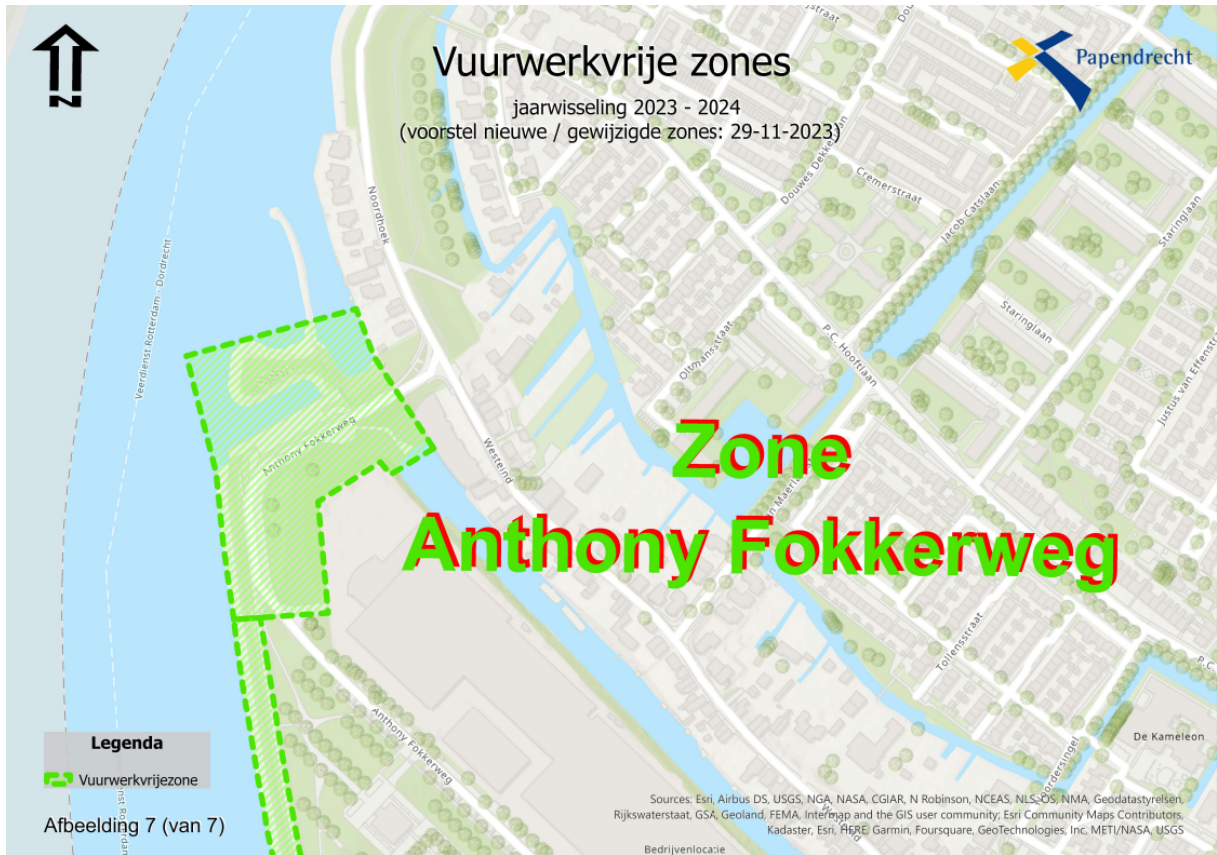 Vuurwerkvrije zones
jaarwisseling 2023 - 2024
(voorstel nieuwe / gewijzigde zones: 29-11-2023)
N
Papendrecht
Douwes Dekkerlaan
Cremerstraat
Jacob Catslaan
Staringlaan
Staringlaan
Noordhoek
Veerdienst Rotterdam - Dordrecht
Oltmansstraat
P.C. Hooftlaan
Justus van Effenstr
Anthony Fokkerweg
Westeind
Zone
Anthony Fokkerweg
Tollensstraat
P.C.
De Kameleon
Noordersingel
Anthony Fokkerweg
Westeind
Legenda
Vuurwerkvrijezone
Afbeelding 7 (van 7)
Sources: Esri, Airbus DS, USGS, NGA, NASA, CGIAR, N Robinson, NCEAS, NLS, OS, NMA, Geodatastyrelsen,
Rijkswaterstaat, GSA, Geoland, FEMA, Intermap and the GIS user community, Esri Community Maps Contributors,
Kadaster, Esri, HERE, Garmin, Foursquare, GeoTechnologies, Inc, METI/NASA, USGS
Bedrijvenlocatie